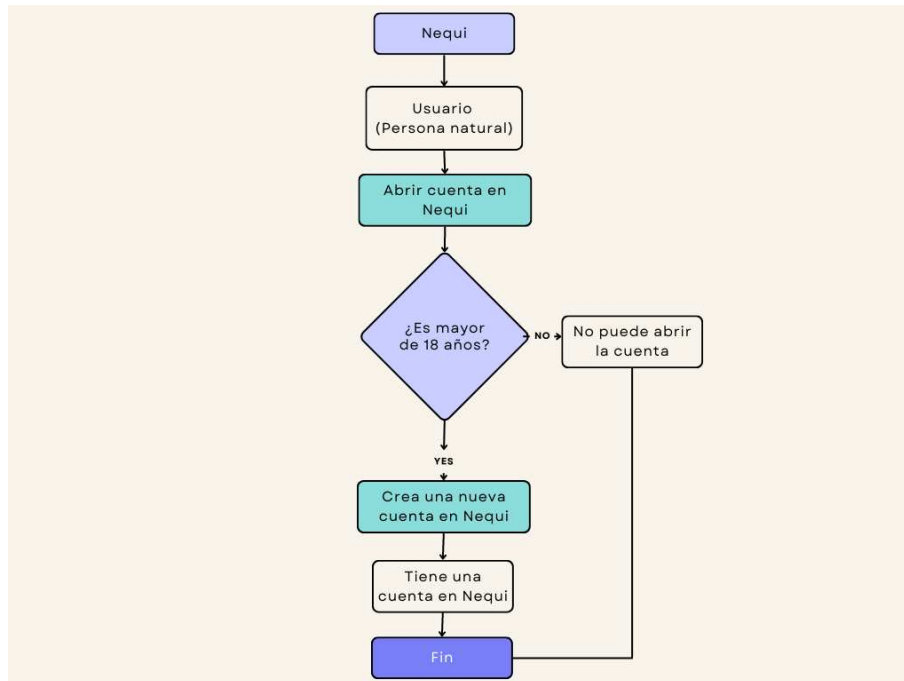 Nequi
Usuario
(Persona natural)
Abrir cuenta en
Nequi
¿Es mayor
de 18 años?
NO
No puede abrir
la cuenta
YES
Crea una nueva
cuenta en Nequi
Tiene una
cuenta en Nequi
Fin